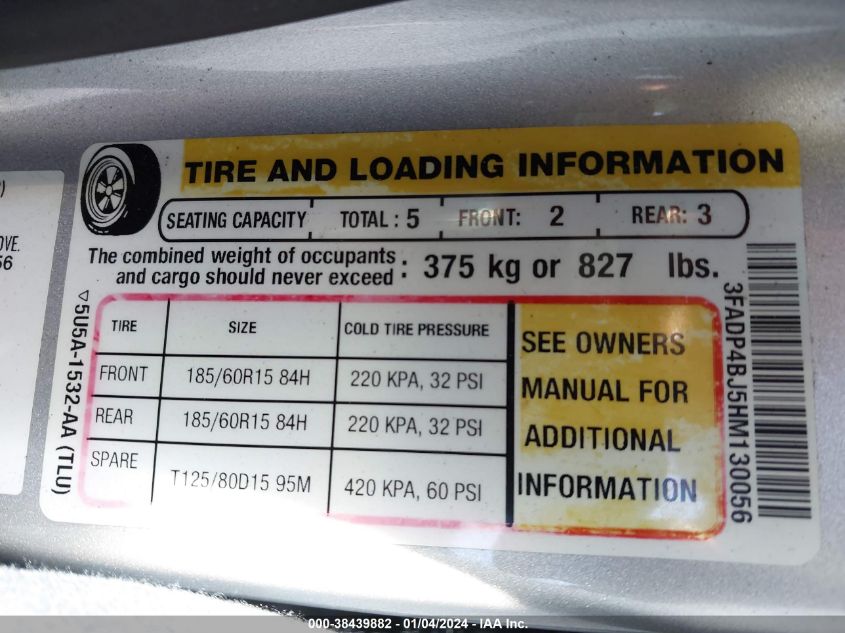 TIRE AND LOADING INFORMATION
SEATING CAPACITY TOTAL : 5 FRONT: 2 REAR: 3
The combined weight of occupants
and cargo should never exceed : 375 kg or 827 lbs.
TIRE SIZE COLD TIRE PRESSURE
FRONT 185/60R15 84H 220 KPA, 32 PSI
REAR 185/60R15 84H 220 KPA, 32 PSI
SPARE T125/80D15 95M 420 KPA, 60 PSI
SEE OWNERS
MANUAL FOR
ADDITIONAL
INFORMATION
5U5A-1532-AA (TLU)
3FADP4BJ5HM130056
OVE.
56
000-38439882 - 01/04/2024 - IAA Inc.